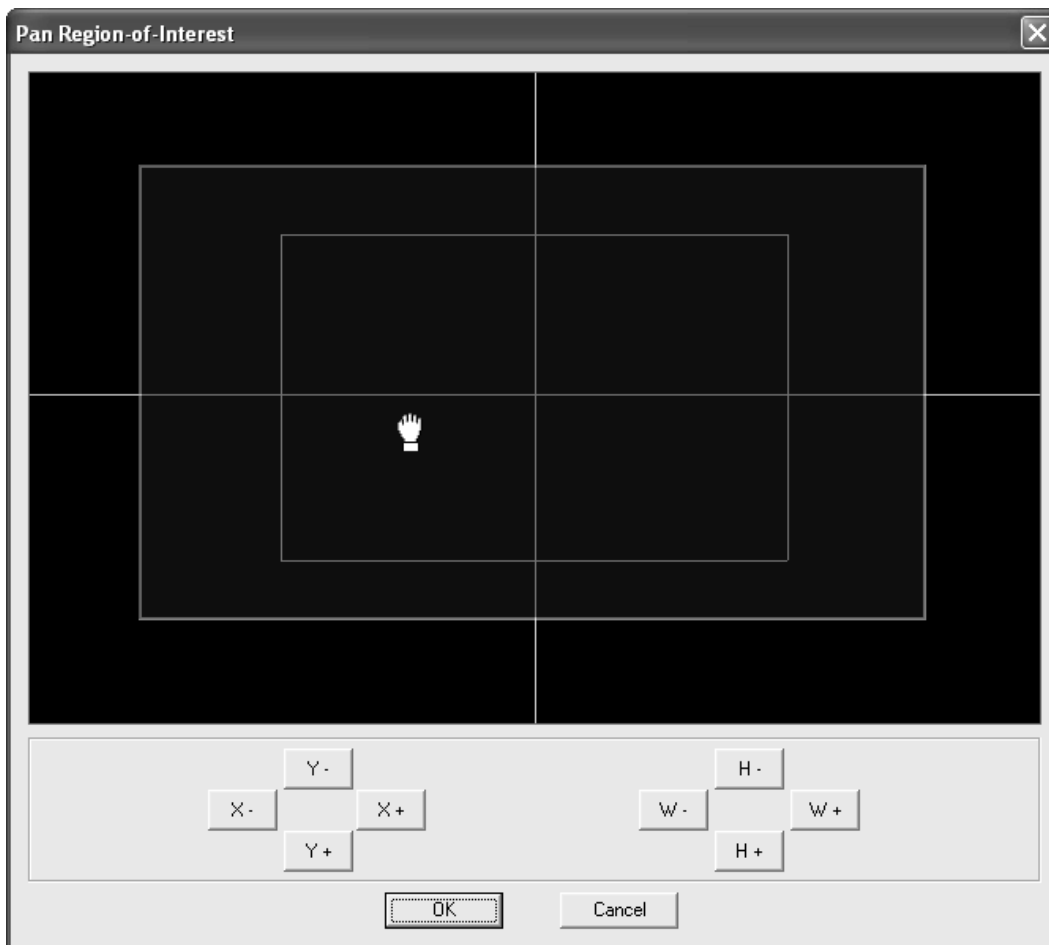 Pan Region-of-Interest
Y -
H -
X -
X +
W -
W +
Y +
H +
OK
Cancel